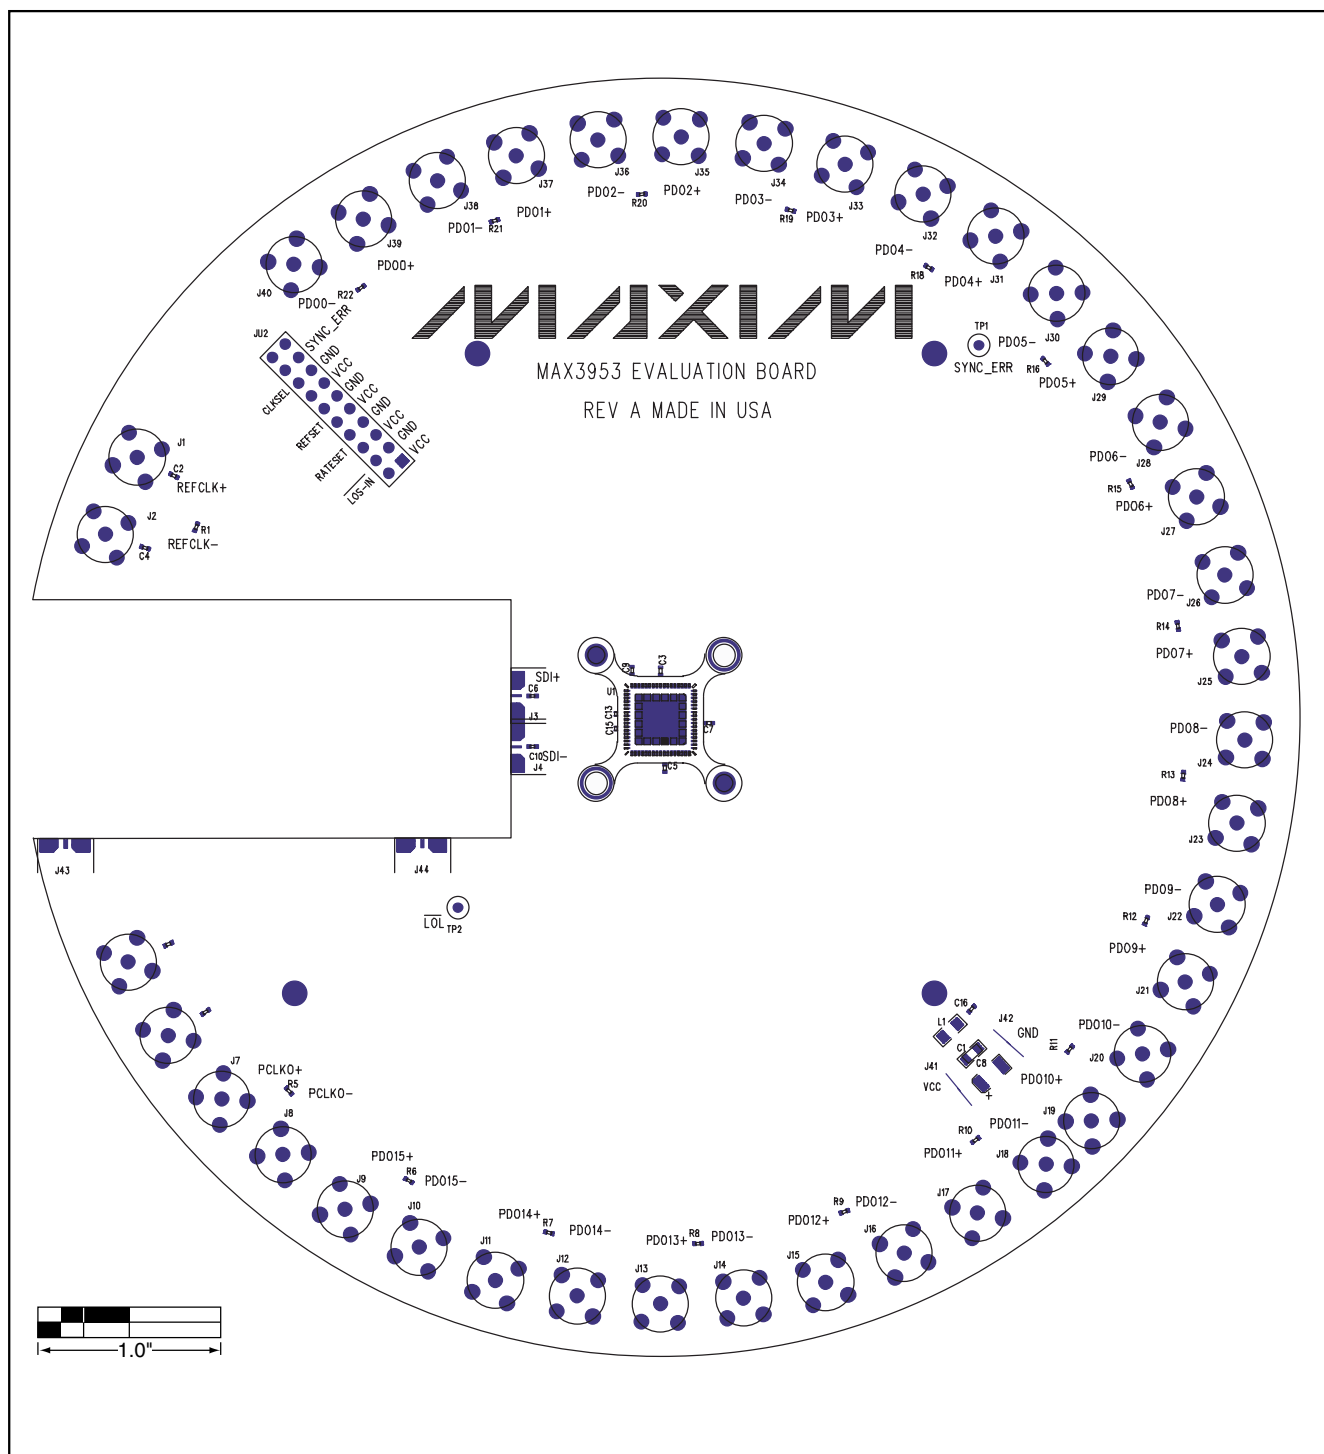 J36
J35
J37
J34
J33
J38
PD02-
PD02+
R20
PD03-
R19
PD03+
PD01+
PD01-
R21
J32
J39
PD00+
PD04-
R18
PD04+
J31
J40
PD00-
R22
MAXIM
J30
JU2
SYNC_ERR
GND
VCC
GND
VCC
GND
VCC
GND
VCC
CLKSEL
REFSET
RATESET
LOS-IN
TP1
SYNC_ERR
PD05-
R16
PD05+
J29
MAX3953 EVALUATION BOARD
REV A MADE IN USA
J28
J1
C2
REFCLK+
PD06-
R15
PD06+
J27
J2
R1
REFCLK-
C4
PD07-
J26
R14
PD07+
J25
SDI+
C6
J3
C10
SDI-
J4
C9
C3
U1
C13
C15
C7
C5
PD08-
J24
R13
PD08+
J23
J43
J44
LOL
TP2
PD09-
R12
J22
PD09+
J21
C16
L1
J42
GND
C1
C8
J41
VCC
+
R11
PD010-
J20
PD010+
J7
PCLKO+
R5
PCLKO-
J8
J19
PD011-
R10
PD011+
J18
PD015+
R6
PD015-
J9
J17
J10
PD014+
R7
PD014-
PD013+
R8
PD013-
PD012+
R9
PD012-
J16
J11
J12
J13
J14
J15
1.0"